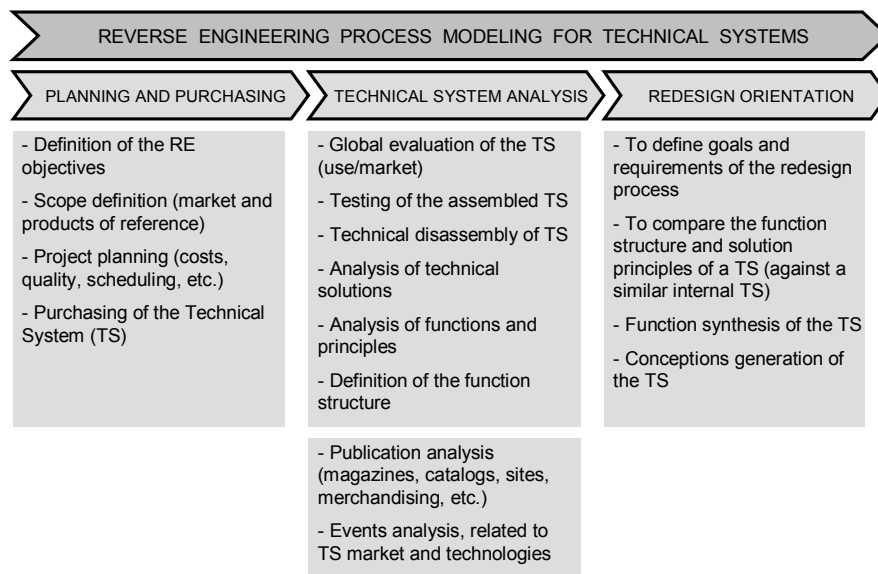 REVERSE ENGINEERING PROCESS MODELING FOR TECHNICAL SYSTEMS
PLANNING AND PURCHASING
- Definition of the RE
objectives
- Scope definition (market and
products of reference)
- Project planning (costs,
quality, scheduling, etc.)
- Purchasing of the Technical
System (TS)
TECHNICAL SYSTEM ANALYSIS
- Global evaluation of the TS
(use/market)
- Testing of the assembled TS
- Technical disassembly of TS
- Analysis of technical
solutions
- Analysis of functions and
principles
- Definition of the function
structure
- Publication analysis
(magazines, catalogs, sites,
merchandising, etc.)
- Events analysis, related to
TS market and technologies
REDESIGN ORIENTATION
- To define goals and
requirements of the redesign
process
- To compare the function
structure and solution
principles of a TS (against a
similar internal TS)
- Function synthesis of the TS
- Conceptions generation of
the TS